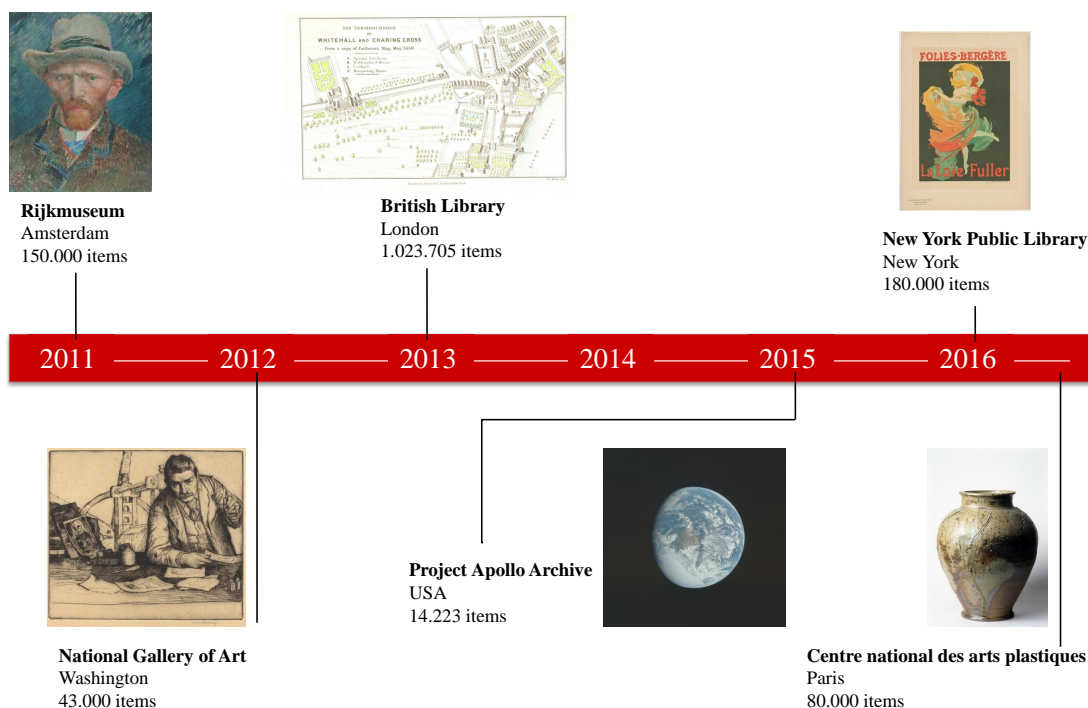 THE NEIGHBOURHOOD
OF
WHITEHALL AND CHARING CROSS
FOLIES-BERGÈRE
La Loïe Fuller
Rijkmuseum
Amsterdam
150.000 items
British Library
London
1.023.705 items
New York Public Library
New York
180.000 items
2011 2012 2013 2014 2015 2016
Project Apollo Archive
USA
14.223 items
National Gallery of Art
Washington
43.000 items
Centre national des arts plastiques
Paris
80.000 items